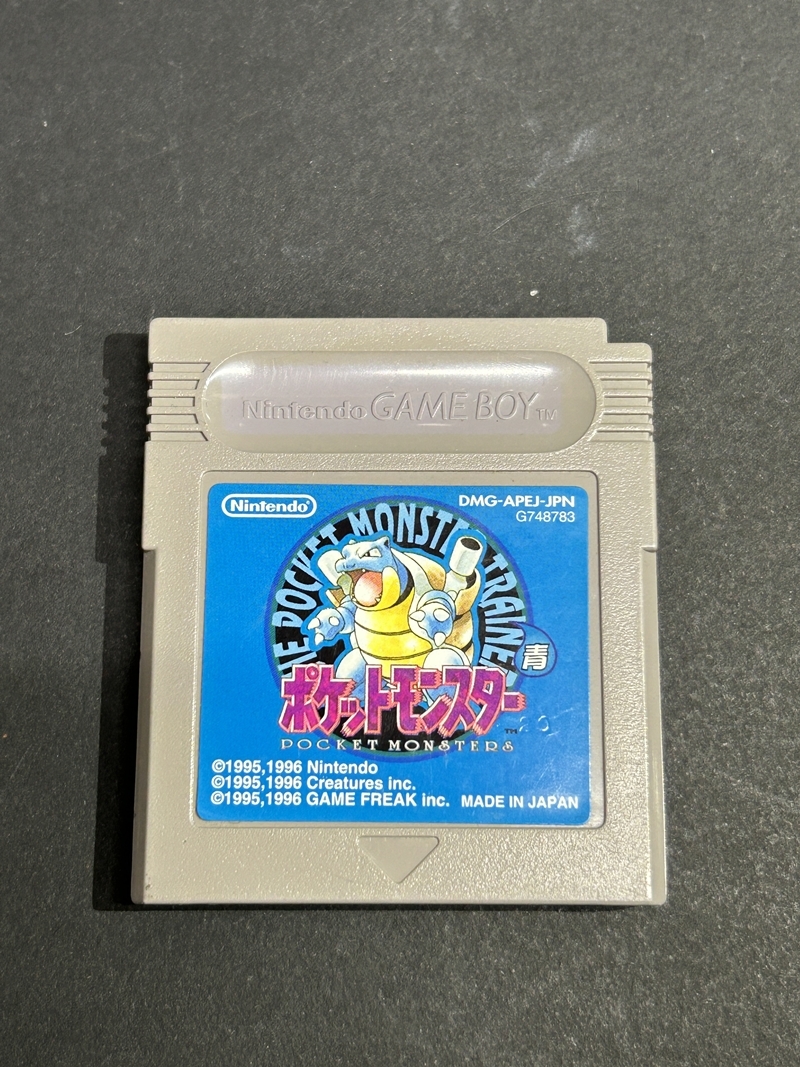 Nintendo GAME BOY TM
Nintendo®
DMG-APEJ-JPN
G748783
THE POCKET MONSTER TRAINER
青
ポケットモンスター
TM
POCKET MONSTERS
©1995,1996 Nintendo
©1995,1996 Creatures inc.
©1995,1996 GAME FREAK inc. MADE IN JAPAN